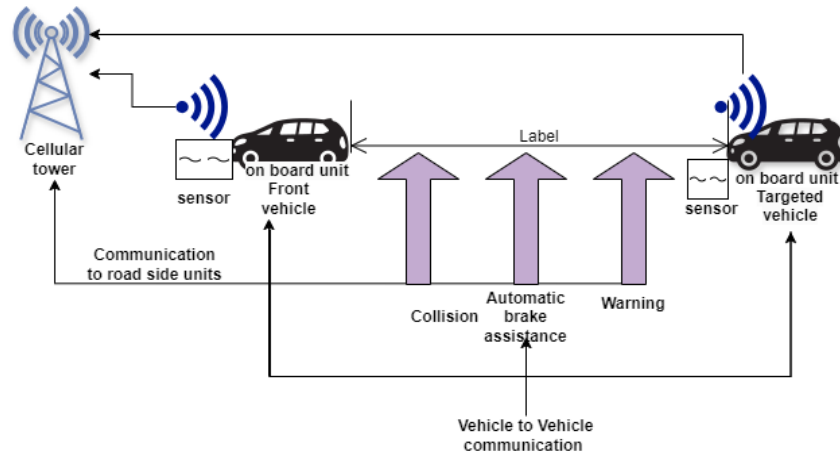 Label
Cellular
tower
sensor
on board unit
Front
vehicle
sensor
on board unit
Targeted
vehicle
Communication
to road side units
Collision
Automatic
brake
assistance
Warning
Vehicle to Vehicle
communication